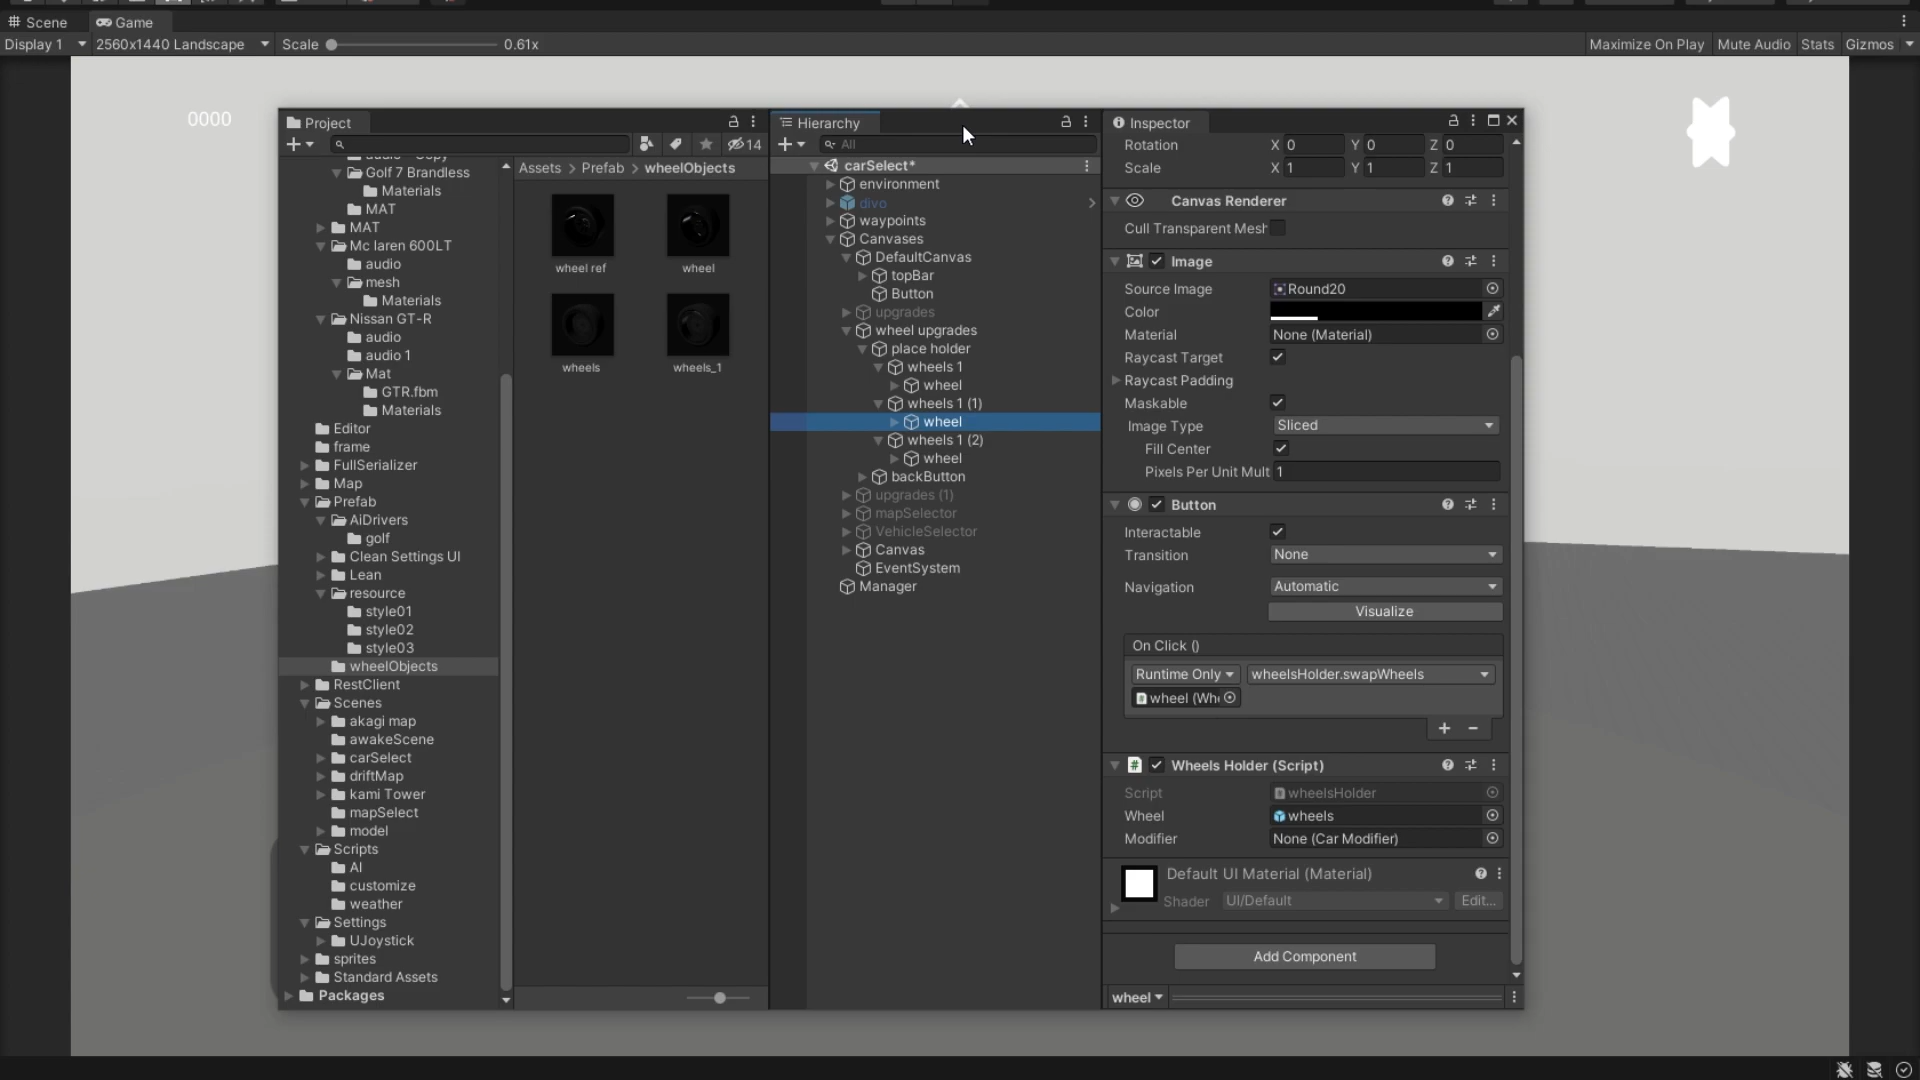 Scene
Game
Display 1
2560x1440 Landscape
Scale
0.61x
Maximize On Play
Mute Audio
Stats
Gizmos
0000
Project
14
Golf 7 Brandless
Materials
MAT
MAT
Mc laren 600LT
audio
mesh
Materials
Nissan GT-R
audio
audio 1
Mat
GTR.fbm
Materials
Editor
frame
FullSerializer
Map
Prefab
AiDrivers
golf
Clean Settings UI
Lean
resource
style01
style02
style03
wheelObjects
RestClient
Scenes
akagi map
awakeScene
carSelect
driftMap
kami Tower
mapSelect
model
Scripts
AI
customize
weather
Settings
UJoystick
sprites
Standard Assets
Packages
Assets > Prefab > wheelObjects
wheel ref
wheel
wheels
wheels_1
Hierarchy
All
carSelect*
environment
divo
waypoints
Canvases
DefaultCanvas
topBar
Button
upgrades
wheel upgrades
place holder
wheels 1
wheel
wheels 1 (1)
wheel
wheels 1 (2)
wheel
backButton
upgrades (1)
mapSelector
VehicleSelector
Canvas
EventSystem
Manager
Inspector
Rotation X 0 Y 0 Z 0
Scale X 1 Y 1 Z 1
Canvas Renderer
Cull Transparent Mesh
Image
Source Image Round20
Color
Material None (Material)
Raycast Target
Raycast Padding
Maskable
Image Type Sliced
Fill Center
Pixels Per Unit Mult 1
Button
Interactable
Transition None
Navigation Automatic
Visualize
On Click ()
Runtime Only wheelsHolder.swapWheels
wheel (Whe
+ −
Wheels Holder (Script)
Script wheelsHolder
Wheel wheels
Modifier None (Car Modifier)
Default UI Material (Material)
Shader UI/Default Edit...
Add Component
wheel